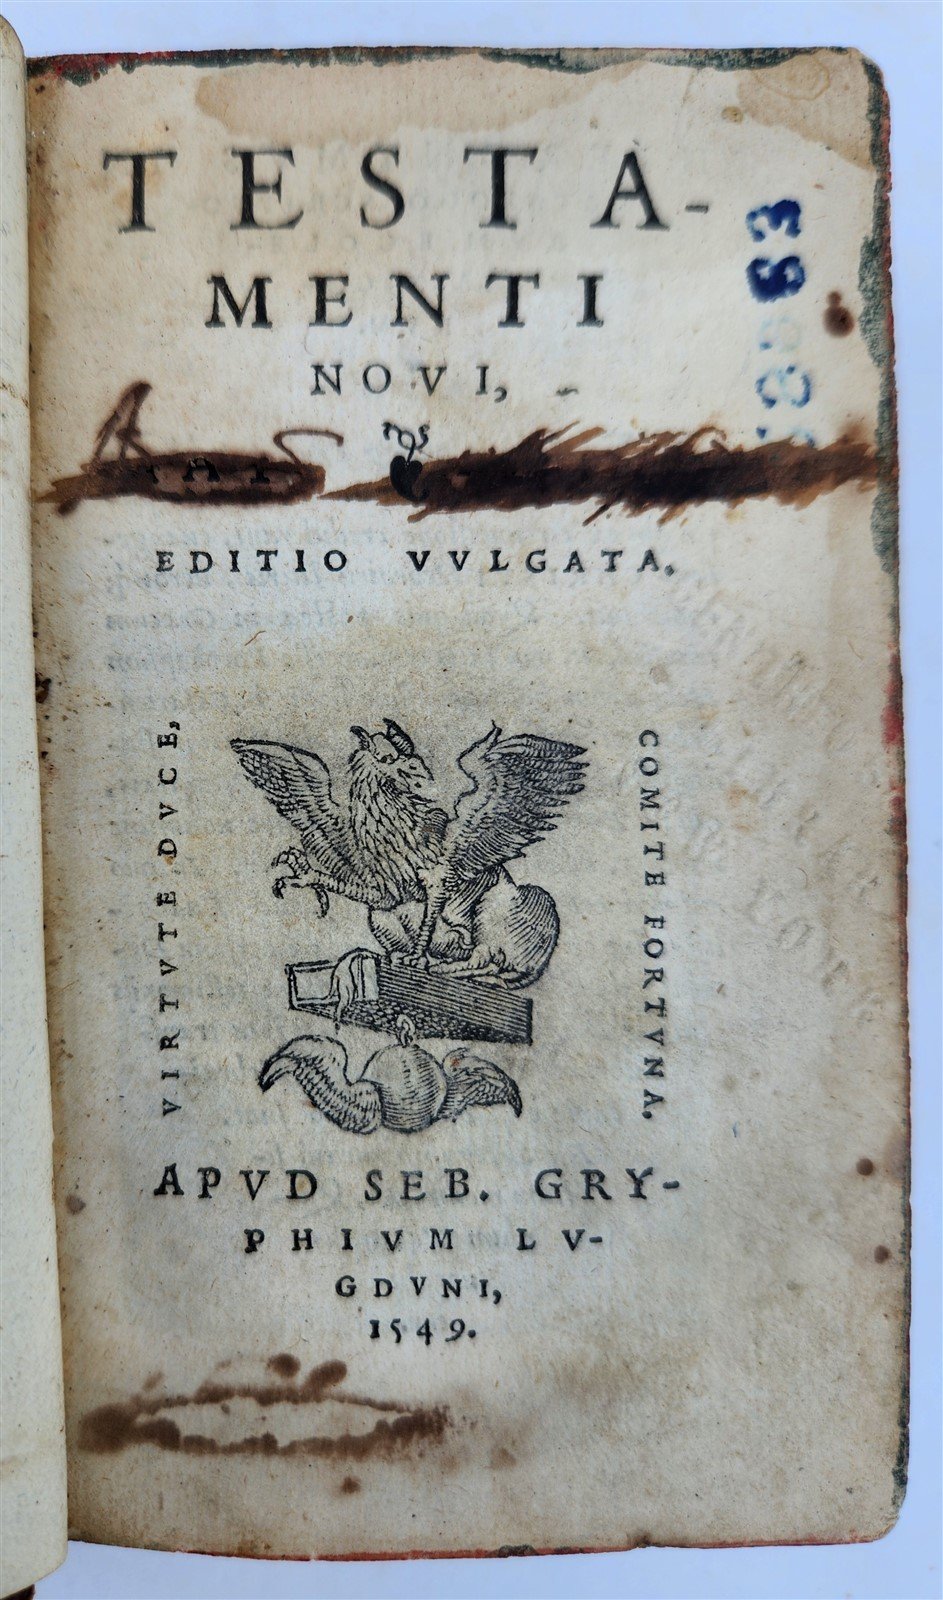 TESTA-
MENTI
NOVI,
EDITIO VVLGATA.
VIRTVTE DVCE,
COMITE FORTVNA.
APVD SEB. GRY-
PHIVM LV-
GDVNI,
1549.